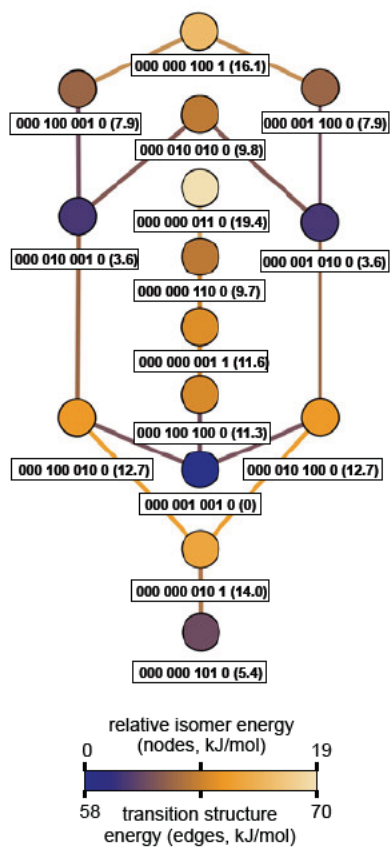 000 000 100 1 (16.1)
000 100 001 0 (7.9)
000 001 100 0 (7.9)
000 010 010 0 (9.8)
000 000 011 0 (19.4)
000 010 001 0 (3.6)
000 001 010 0 (3.6)
000 000 110 0 (9.7)
000 000 001 1 (11.6)
000 100 100 0 (11.3)
000 100 010 0 (12.7)
000 010 100 0 (12.7)
000 001 001 0 (0)
000 000 010 1 (14.0)
000 000 101 0 (5.4)
relative isomer energy
(nodes, kJ/mol)
0 19
58 70
transition structure
energy (edges, kJ/mol)